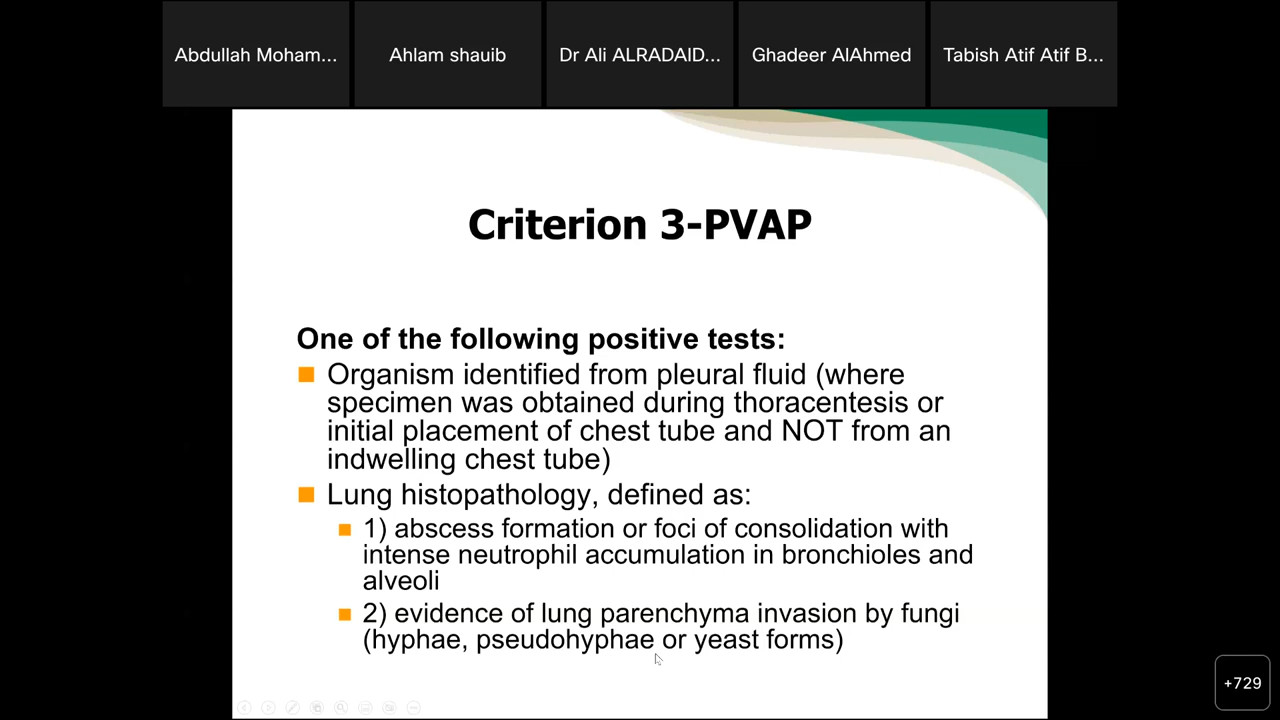 Abdullah Moham...
Ahlam shauib
Dr Ali ALRADAID...
Ghadeer AlAhmed
Tabish Atif Atif B...
Criterion 3-PVAP
One of the following positive tests:
Organism identified from pleural fluid (where
specimen was obtained during thoracentesis or
initial placement of chest tube and NOT from an
indwelling chest tube)
Lung histopathology, defined as:
1) abscess formation or foci of consolidation with
intense neutrophil accumulation in bronchioles and
alveoli
2) evidence of lung parenchyma invasion by fungi
(hyphae, pseudohyphae or yeast forms)
+729